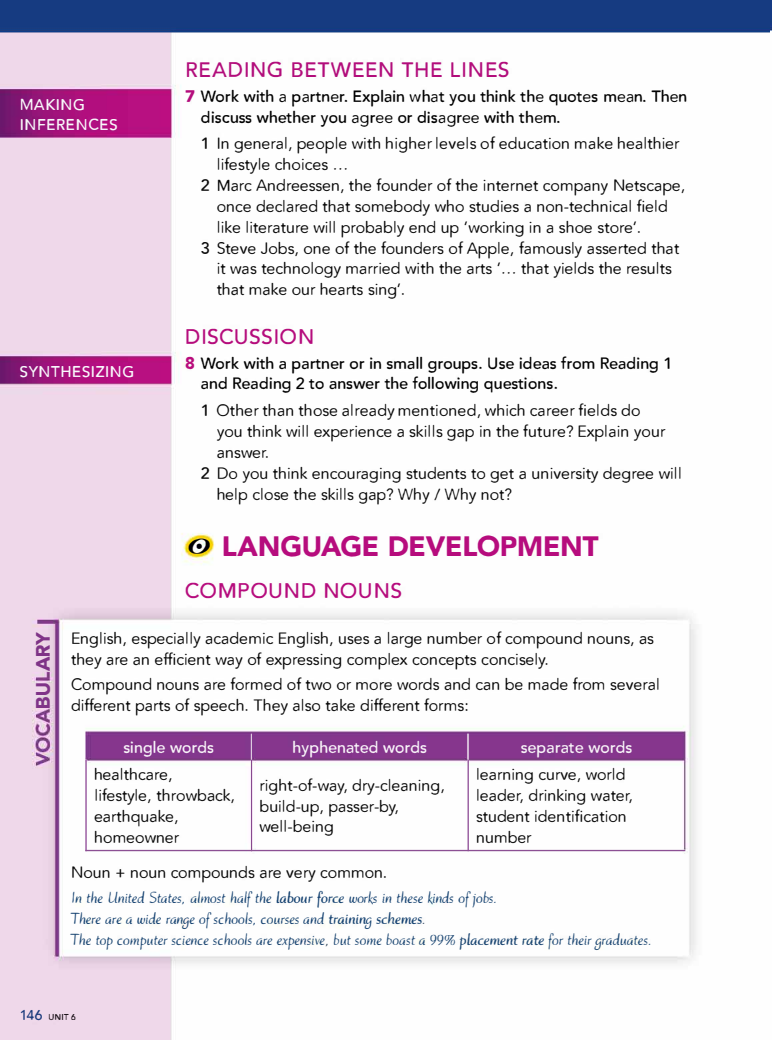 READING BETWEEN THE LINES
MAKING
INFERENCES
7 Work with a partner. Explain what you think the quotes mean. Then
discuss whether you agree or disagree with them.
1 In general, people with higher levels of education make healthier
lifestyle choices …
2 Marc Andreessen, the founder of the internet company Netscape,
once declared that somebody who studies a non-technical field
like literature will probably end up ‘working in a shoe store’.
3 Steve Jobs, one of the founders of Apple, famously asserted that
it was technology married with the arts ‘… that yields the results
that make our hearts sing’.
DISCUSSION
SYNTHESIZING
8 Work with a partner or in small groups. Use ideas from Reading 1
and Reading 2 to answer the following questions.
1 Other than those already mentioned, which career fields do
you think will experience a skills gap in the future? Explain your
answer.
2 Do you think encouraging students to get a university degree will
help close the skills gap? Why / Why not?
LANGUAGE DEVELOPMENT
COMPOUND NOUNS
VOCABULARY
English, especially academic English, uses a large number of compound nouns, as
they are an efficient way of expressing complex concepts concisely.
Compound nouns are formed of two or more words and can be made from several
different parts of speech. They also take different forms:
single words
hyphenated words
separate words
healthcare,
lifestyle, throwback,
earthquake,
homeowner
right-of-way, dry-cleaning,
build-up, passer-by,
well-being
learning curve, world
leader, drinking water,
student identification
number
Noun + noun compounds are very common.
In the United States, almost half the labour force works in these kinds of jobs.
There are a wide range of schools, courses and training schemes.
The top computer science schools are expensive, but some boast a 99% placement rate for their graduates.
146 UNIT 6